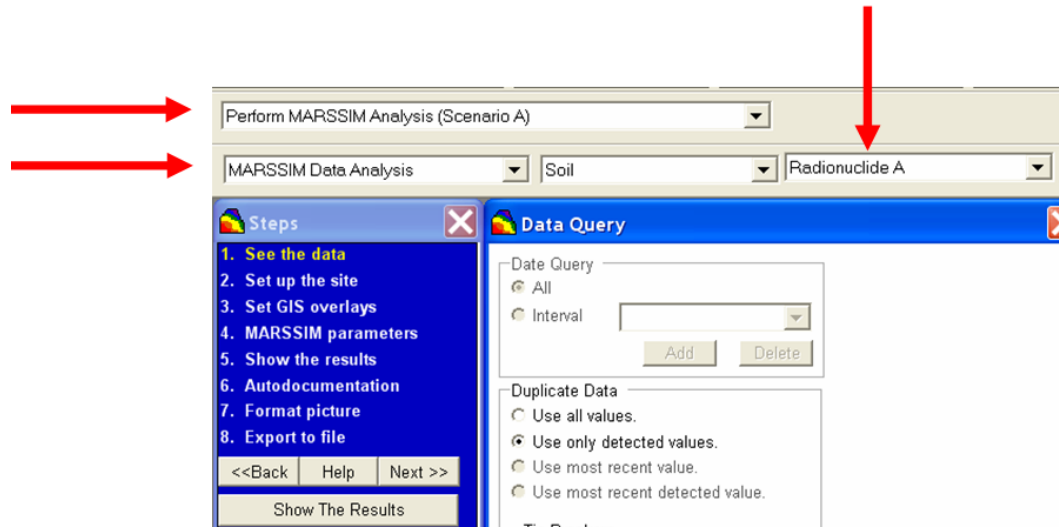 Perform MARSSIM Analysis (Scenario A)
MARSSIM Data Analysis Soil Radionuclide A
Steps
1. See the data
2. Set up the site
3. Set GIS overlays
4. MARSSIM parameters
5. Show the results
6. Autodocumentation
7. Format picture
8. Export to file
<<Back Help Next >>
Show The Results
Data Query
Date Query
All
Interval
Add Delete
Duplicate Data
Use all values.
Use only detected values.
Use most recent value.
Use most recent detected value.